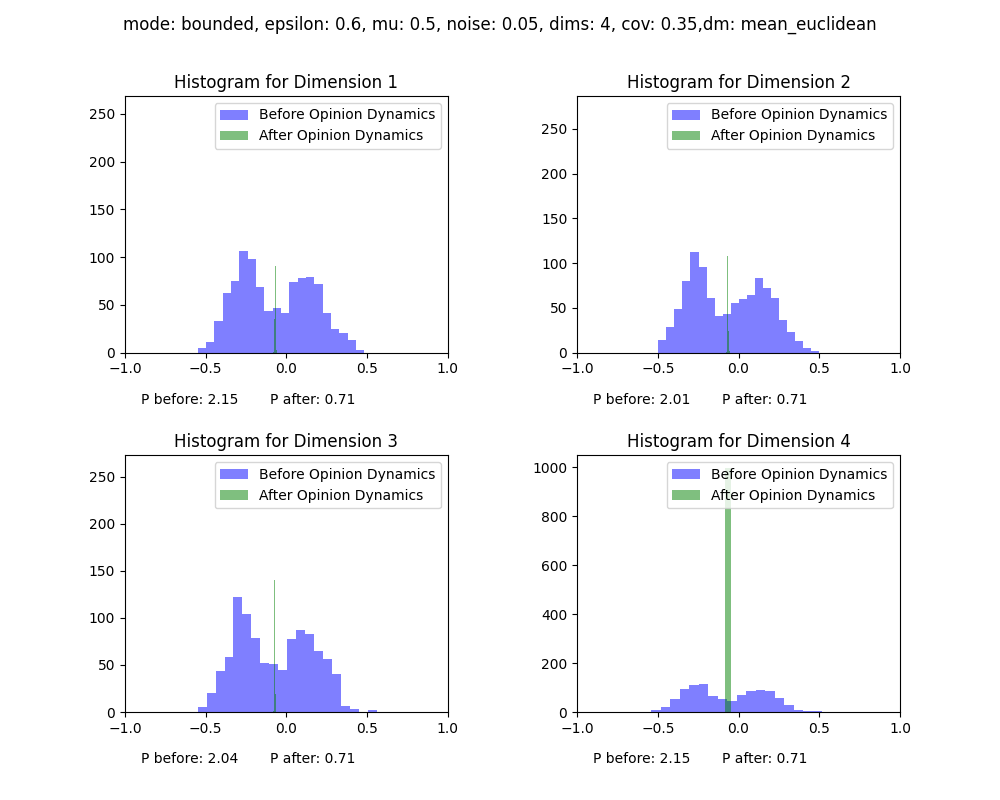 mode: bounded, epsilon: 0.6, mu: 0.5, noise: 0.05, dims: 4, cov: 0.35,dm: mean_euclidean
Histogram for Dimension 1
Before Opinion Dynamics
After Opinion Dynamics
250
200
150
100
50
0
−1.0 −0.5 0.0 0.5 1.0
P before: 2.15 P after: 0.71
Histogram for Dimension 2
Before Opinion Dynamics
After Opinion Dynamics
250
200
150
100
50
0
−1.0 −0.5 0.0 0.5 1.0
P before: 2.01 P after: 0.71
Histogram for Dimension 3
Before Opinion Dynamics
After Opinion Dynamics
250
200
150
100
50
0
−1.0 −0.5 0.0 0.5 1.0
P before: 2.04 P after: 0.71
Histogram for Dimension 4
Before Opinion Dynamics
After Opinion Dynamics
1000
800
600
400
200
0
−1.0 −0.5 0.0 0.5 1.0
P before: 2.15 P after: 0.71